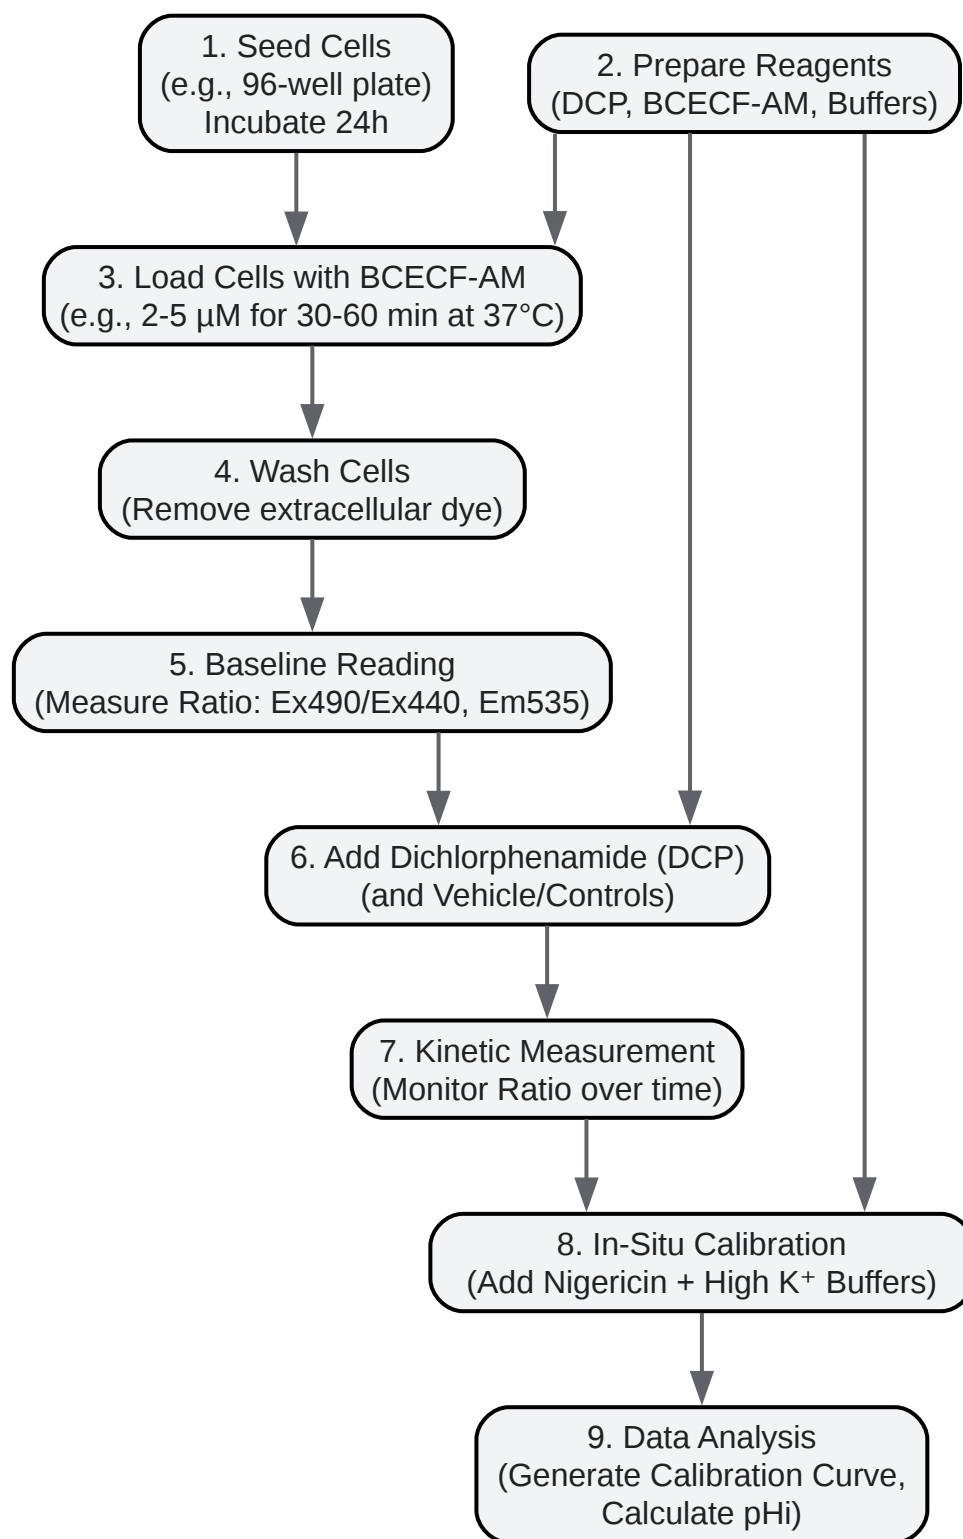 1. Seed Cells
(e.g., 96-well plate)
Incubate 24h
2. Prepare Reagents
(DCP, BCECF-AM, Buffers)
3. Load Cells with BCECF-AM
(e.g., 2-5 µM for 30-60 min at 37°C)
4. Wash Cells
(Remove extracellular dye)
5. Baseline Reading
(Measure Ratio: Ex490/Ex440, Em535)
6. Add Dichlorphenamide (DCP)
(and Vehicle/Controls)
7. Kinetic Measurement
(Monitor Ratio over time)
8. In-Situ Calibration
(Add Nigericin + High K⁺ Buffers)
9. Data Analysis
(Generate Calibration Curve,
Calculate pHi)